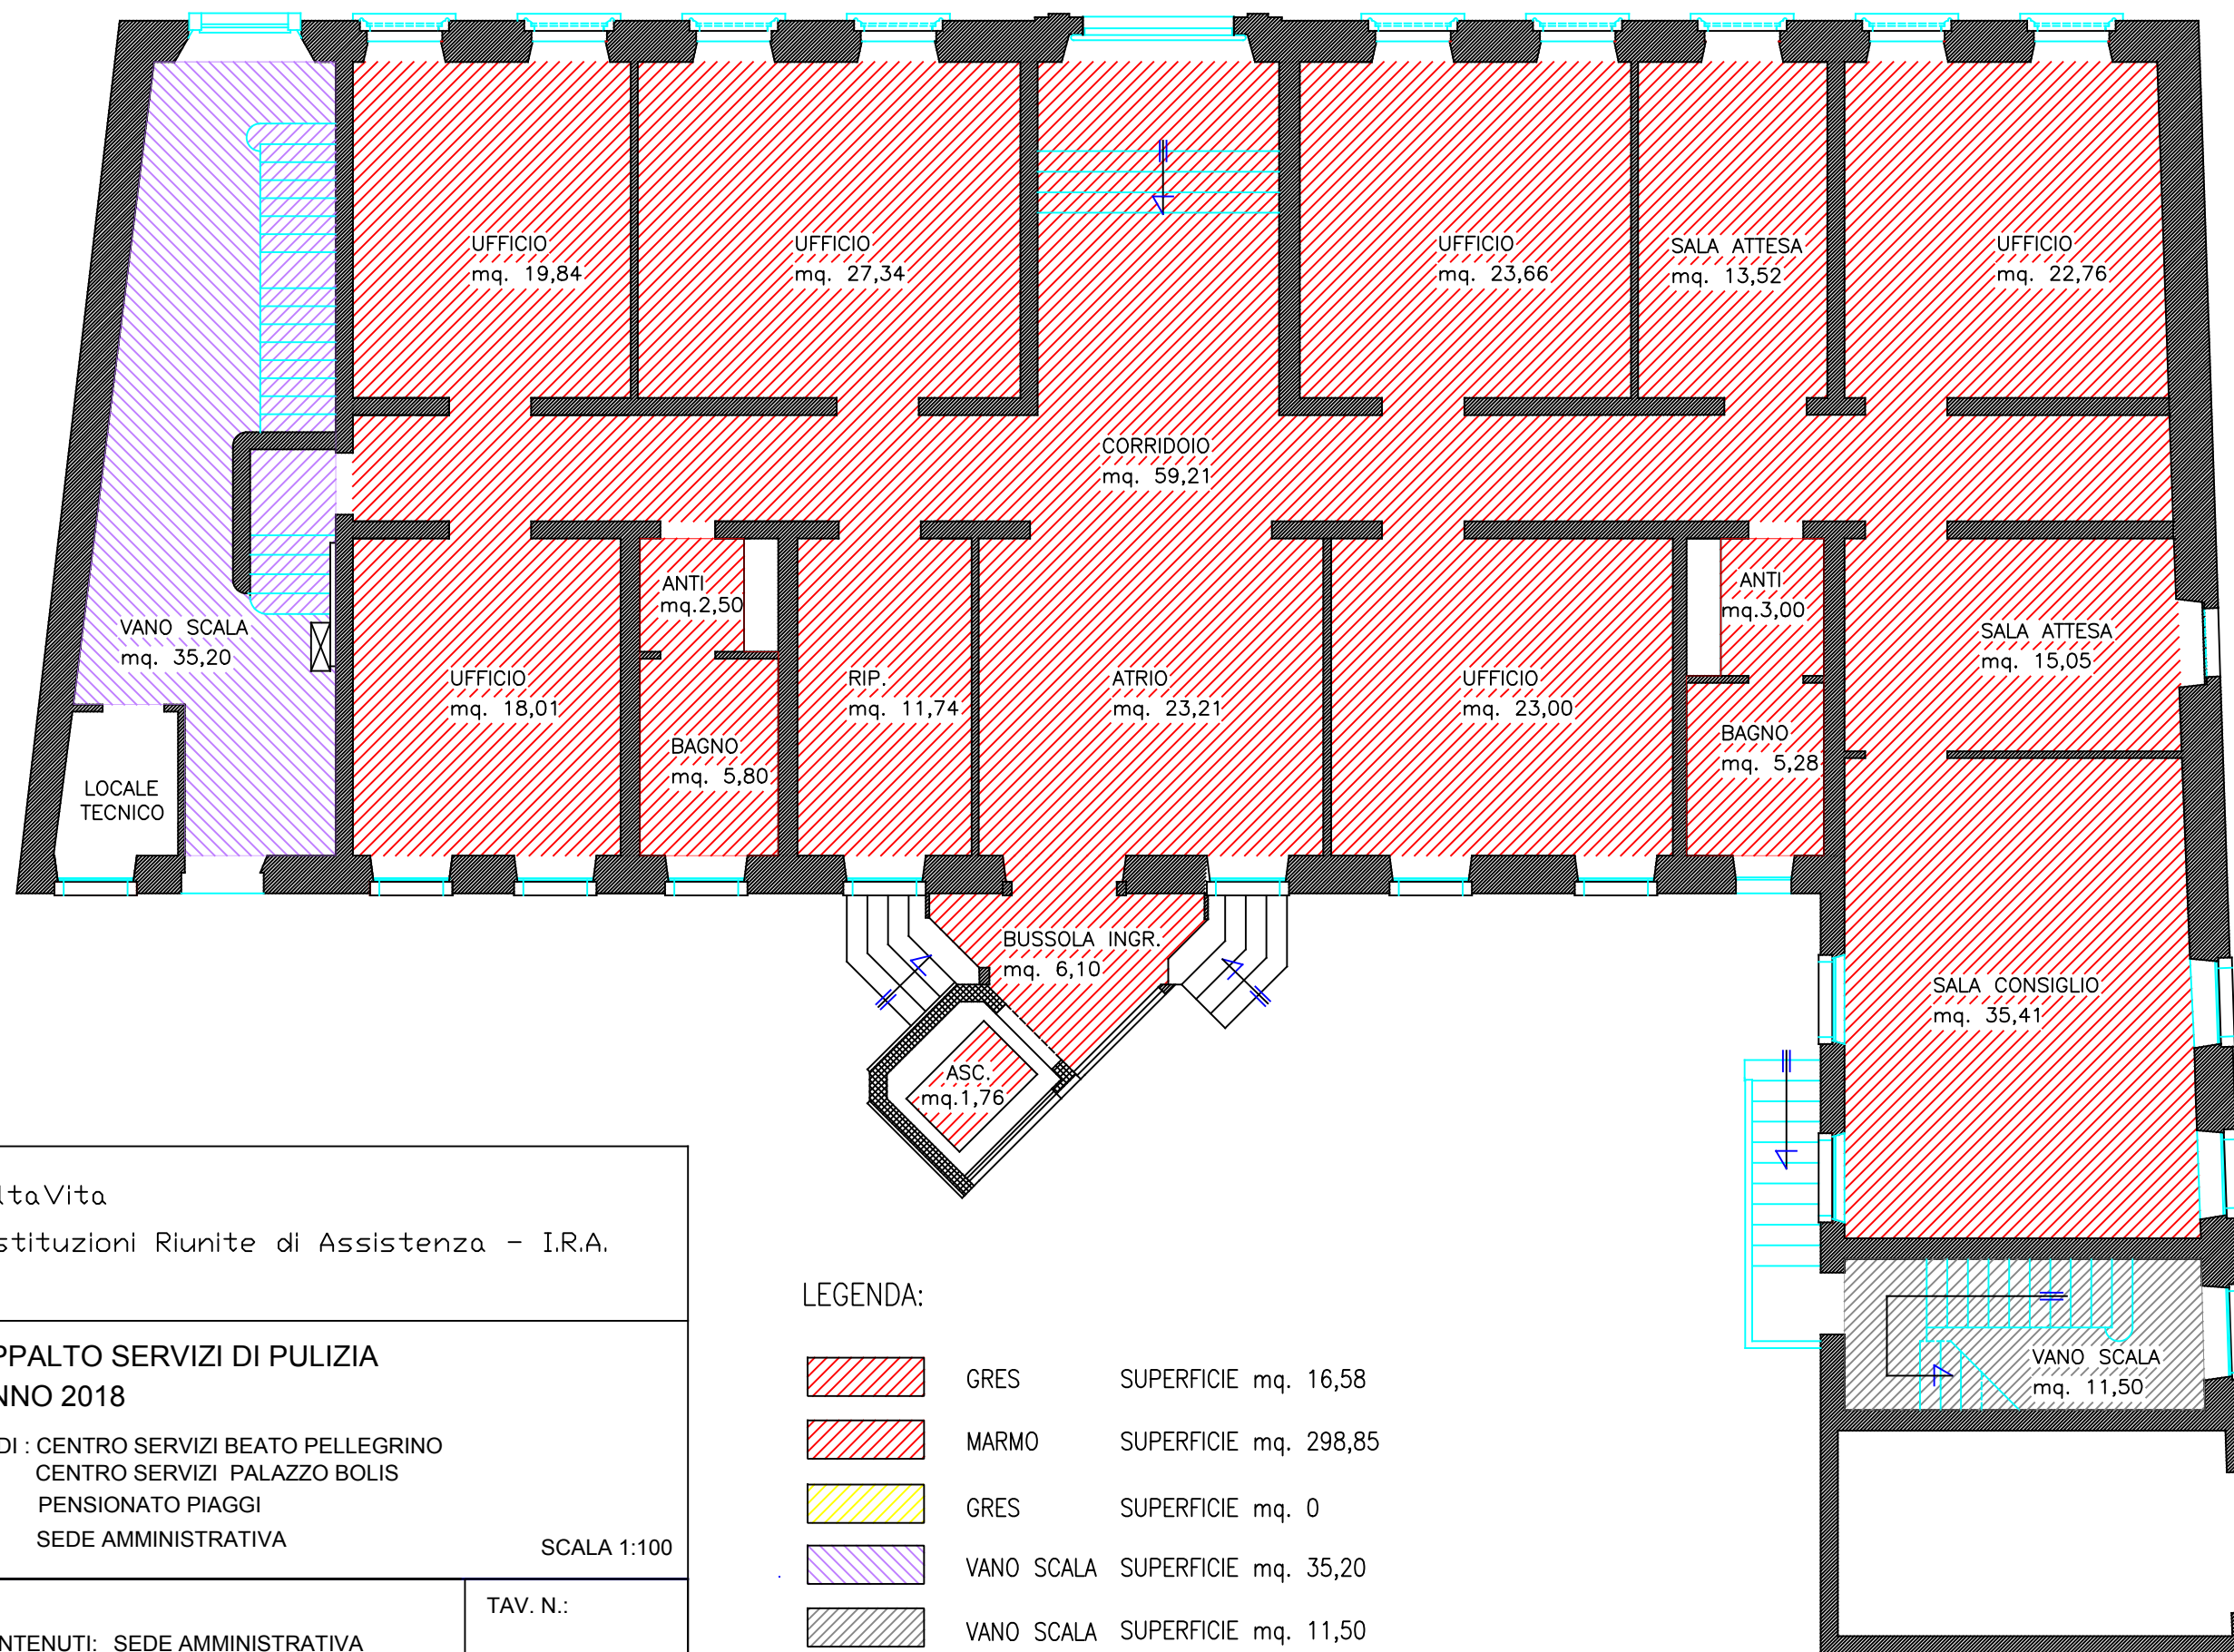 UFFICIO
mq. 19,84
UFFICIO
mq. 27,34
UFFICIO
mq. 23,66
SALA ATTESA
mq. 13,52
UFFICIO
mq. 22,76
CORRIDOIO
mq. 59,21
VANO SCALA
mq. 35,20
LOCALE
TECNICO
UFFICIO
mq. 18,01
ANTI
mq.2,50
BAGNO
mq. 5,80
RIP.
mq. 11,74
ATRIO
mq. 23,21
UFFICIO
mq. 23,00
ANTI
mq.3,00
BAGNO
mq. 5,28
SALA ATTESA
mq. 15,05
BUSSOLA INGR.
mq. 6,10
ASC.
mq.1,76
SALA CONSIGLIO
mq. 35,41
VANO SCALA
mq. 11,50
ltaVita
stituzioni Riunite di Assistenza - I.R.A.
PPALTO SERVIZI DI PULIZIA
NNO 2018
DI : CENTRO SERVIZI BEATO PELLEGRINO
CENTRO SERVIZI PALAZZO BOLIS
PENSIONATO PIAGGI
SEDE AMMINISTRATIVA
SCALA 1:100
TAV. N.:
NTENUTI: SEDE AMMINISTRATIVA
LEGENDA:
GRES SUPERFICIE mq. 16,58
MARMO SUPERFICIE mq. 298,85
GRES SUPERFICIE mq. 0
VANO SCALA SUPERFICIE mq. 35,20
VANO SCALA SUPERFICIE mq. 11,50